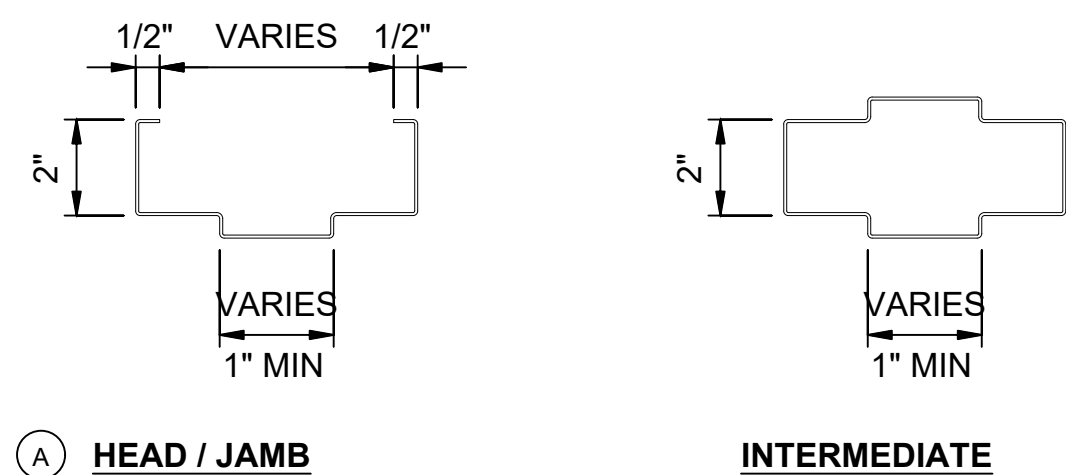 1/2" VARIES 1/2"
2"
VARIES
1" MIN
2"
VARIES
1" MIN
A HEAD / JAMB
INTERMEDIATE